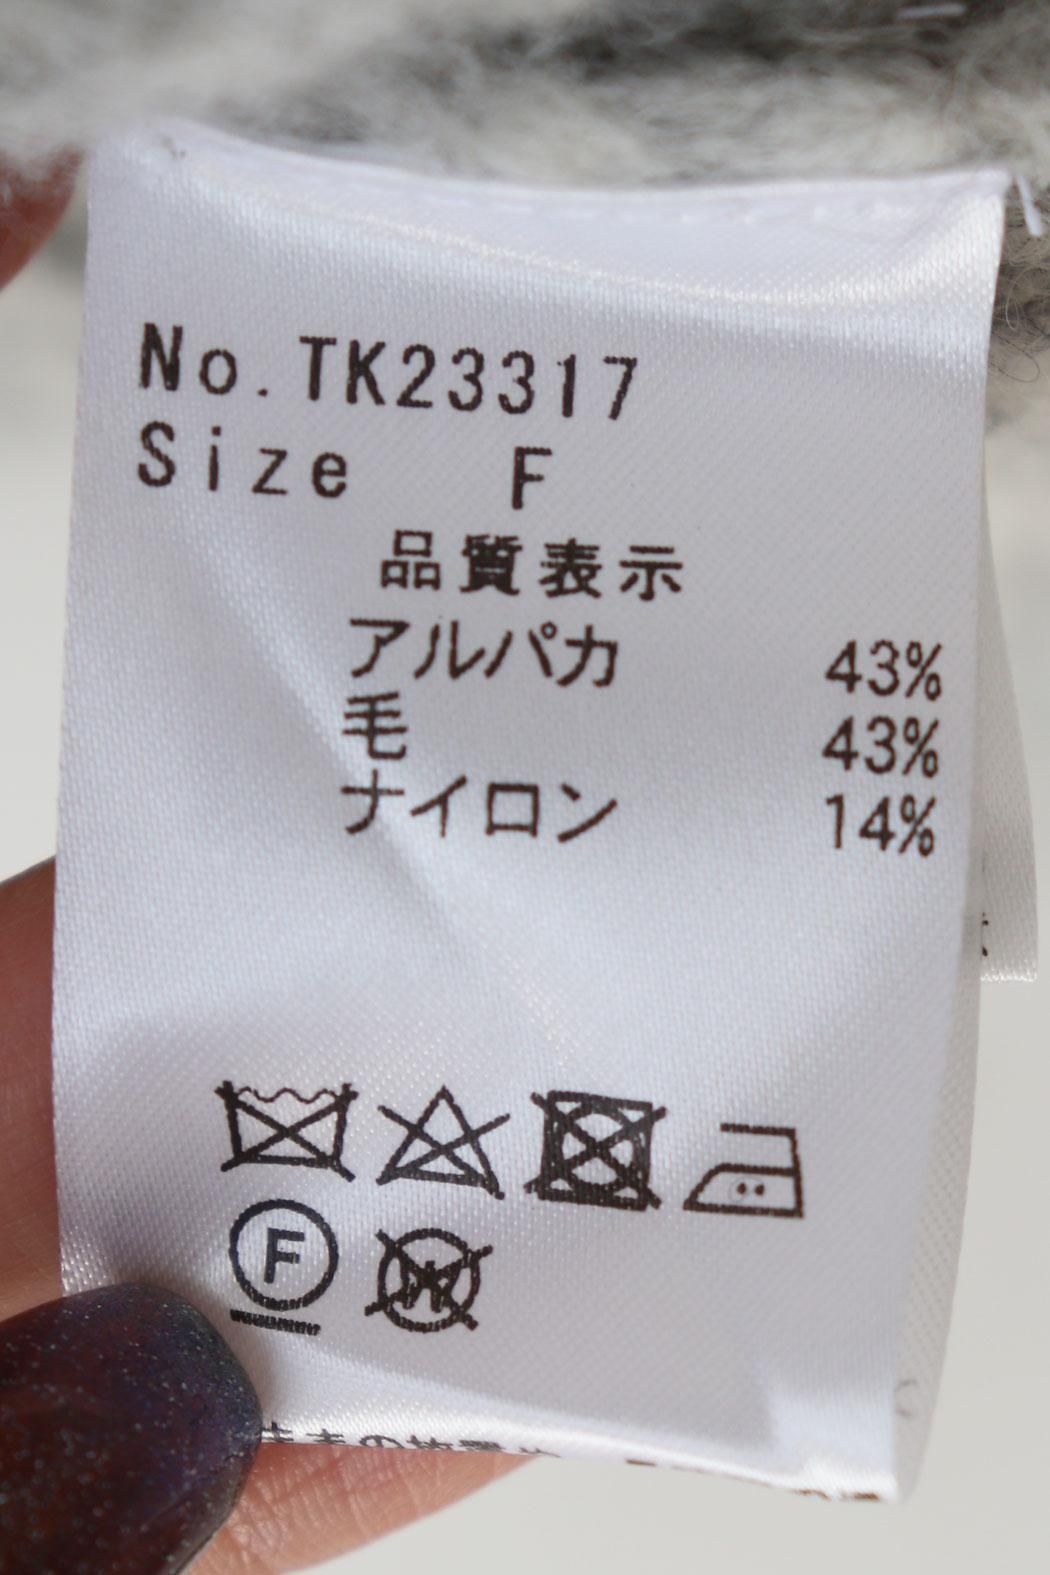 No.TK23317
Size F
品質表示
アルパカ 43%
毛 43%
ナイロン 14%
F
W